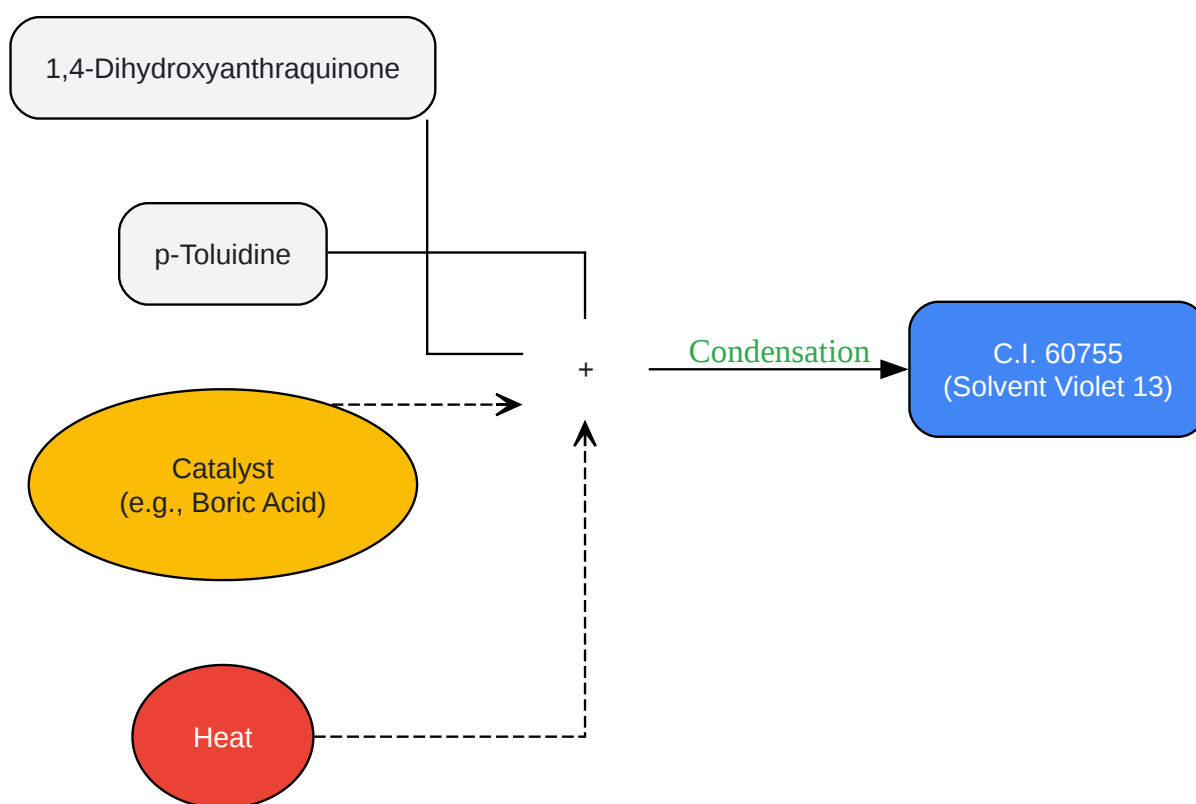 1,4-Dihydroxyanthraquinone
p-Toluidine
Catalyst
(e.g., Boric Acid)
Heat
+
Condensation
C.I. 60755
(Solvent Violet 13)